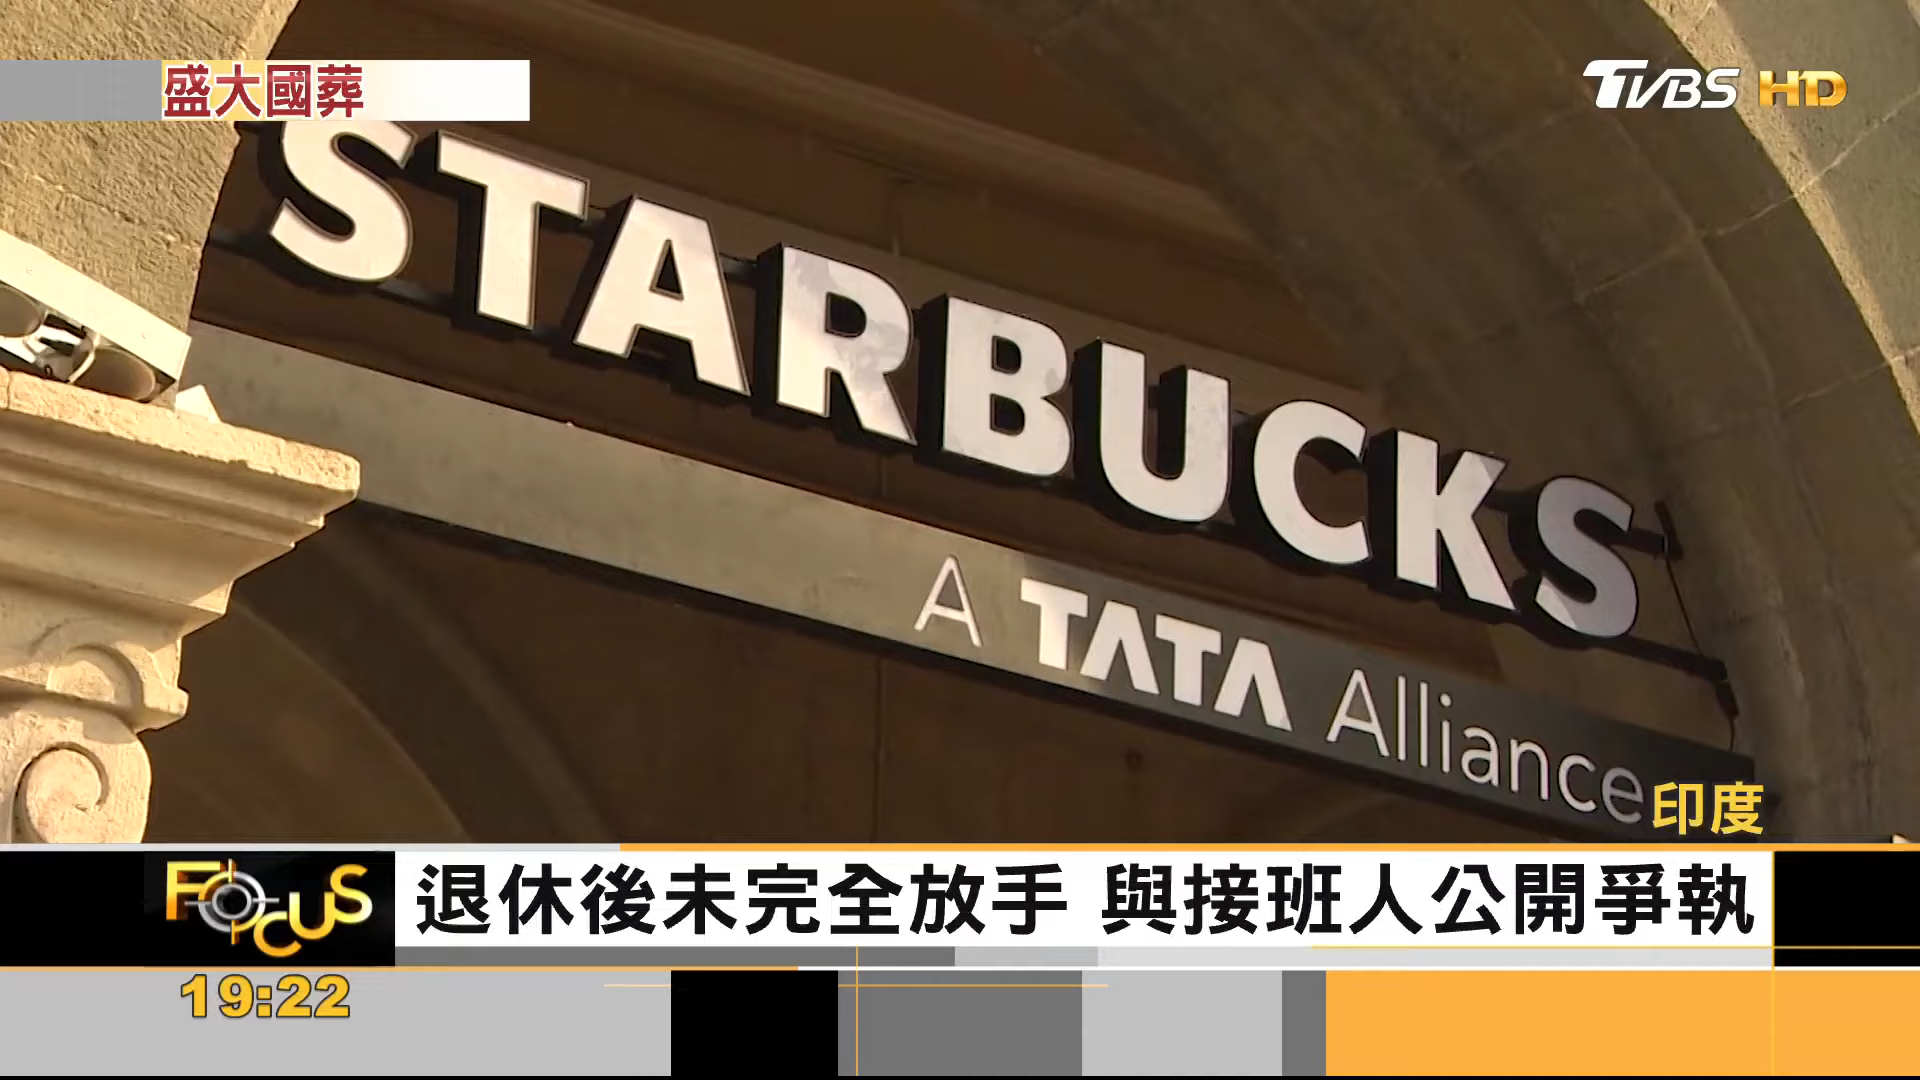 盛大國葬
TVBS HD
STARBUCKS
A TATA Alliance
印度
FOCUS
退休後未完全放手 與接班人公開爭執
19:22